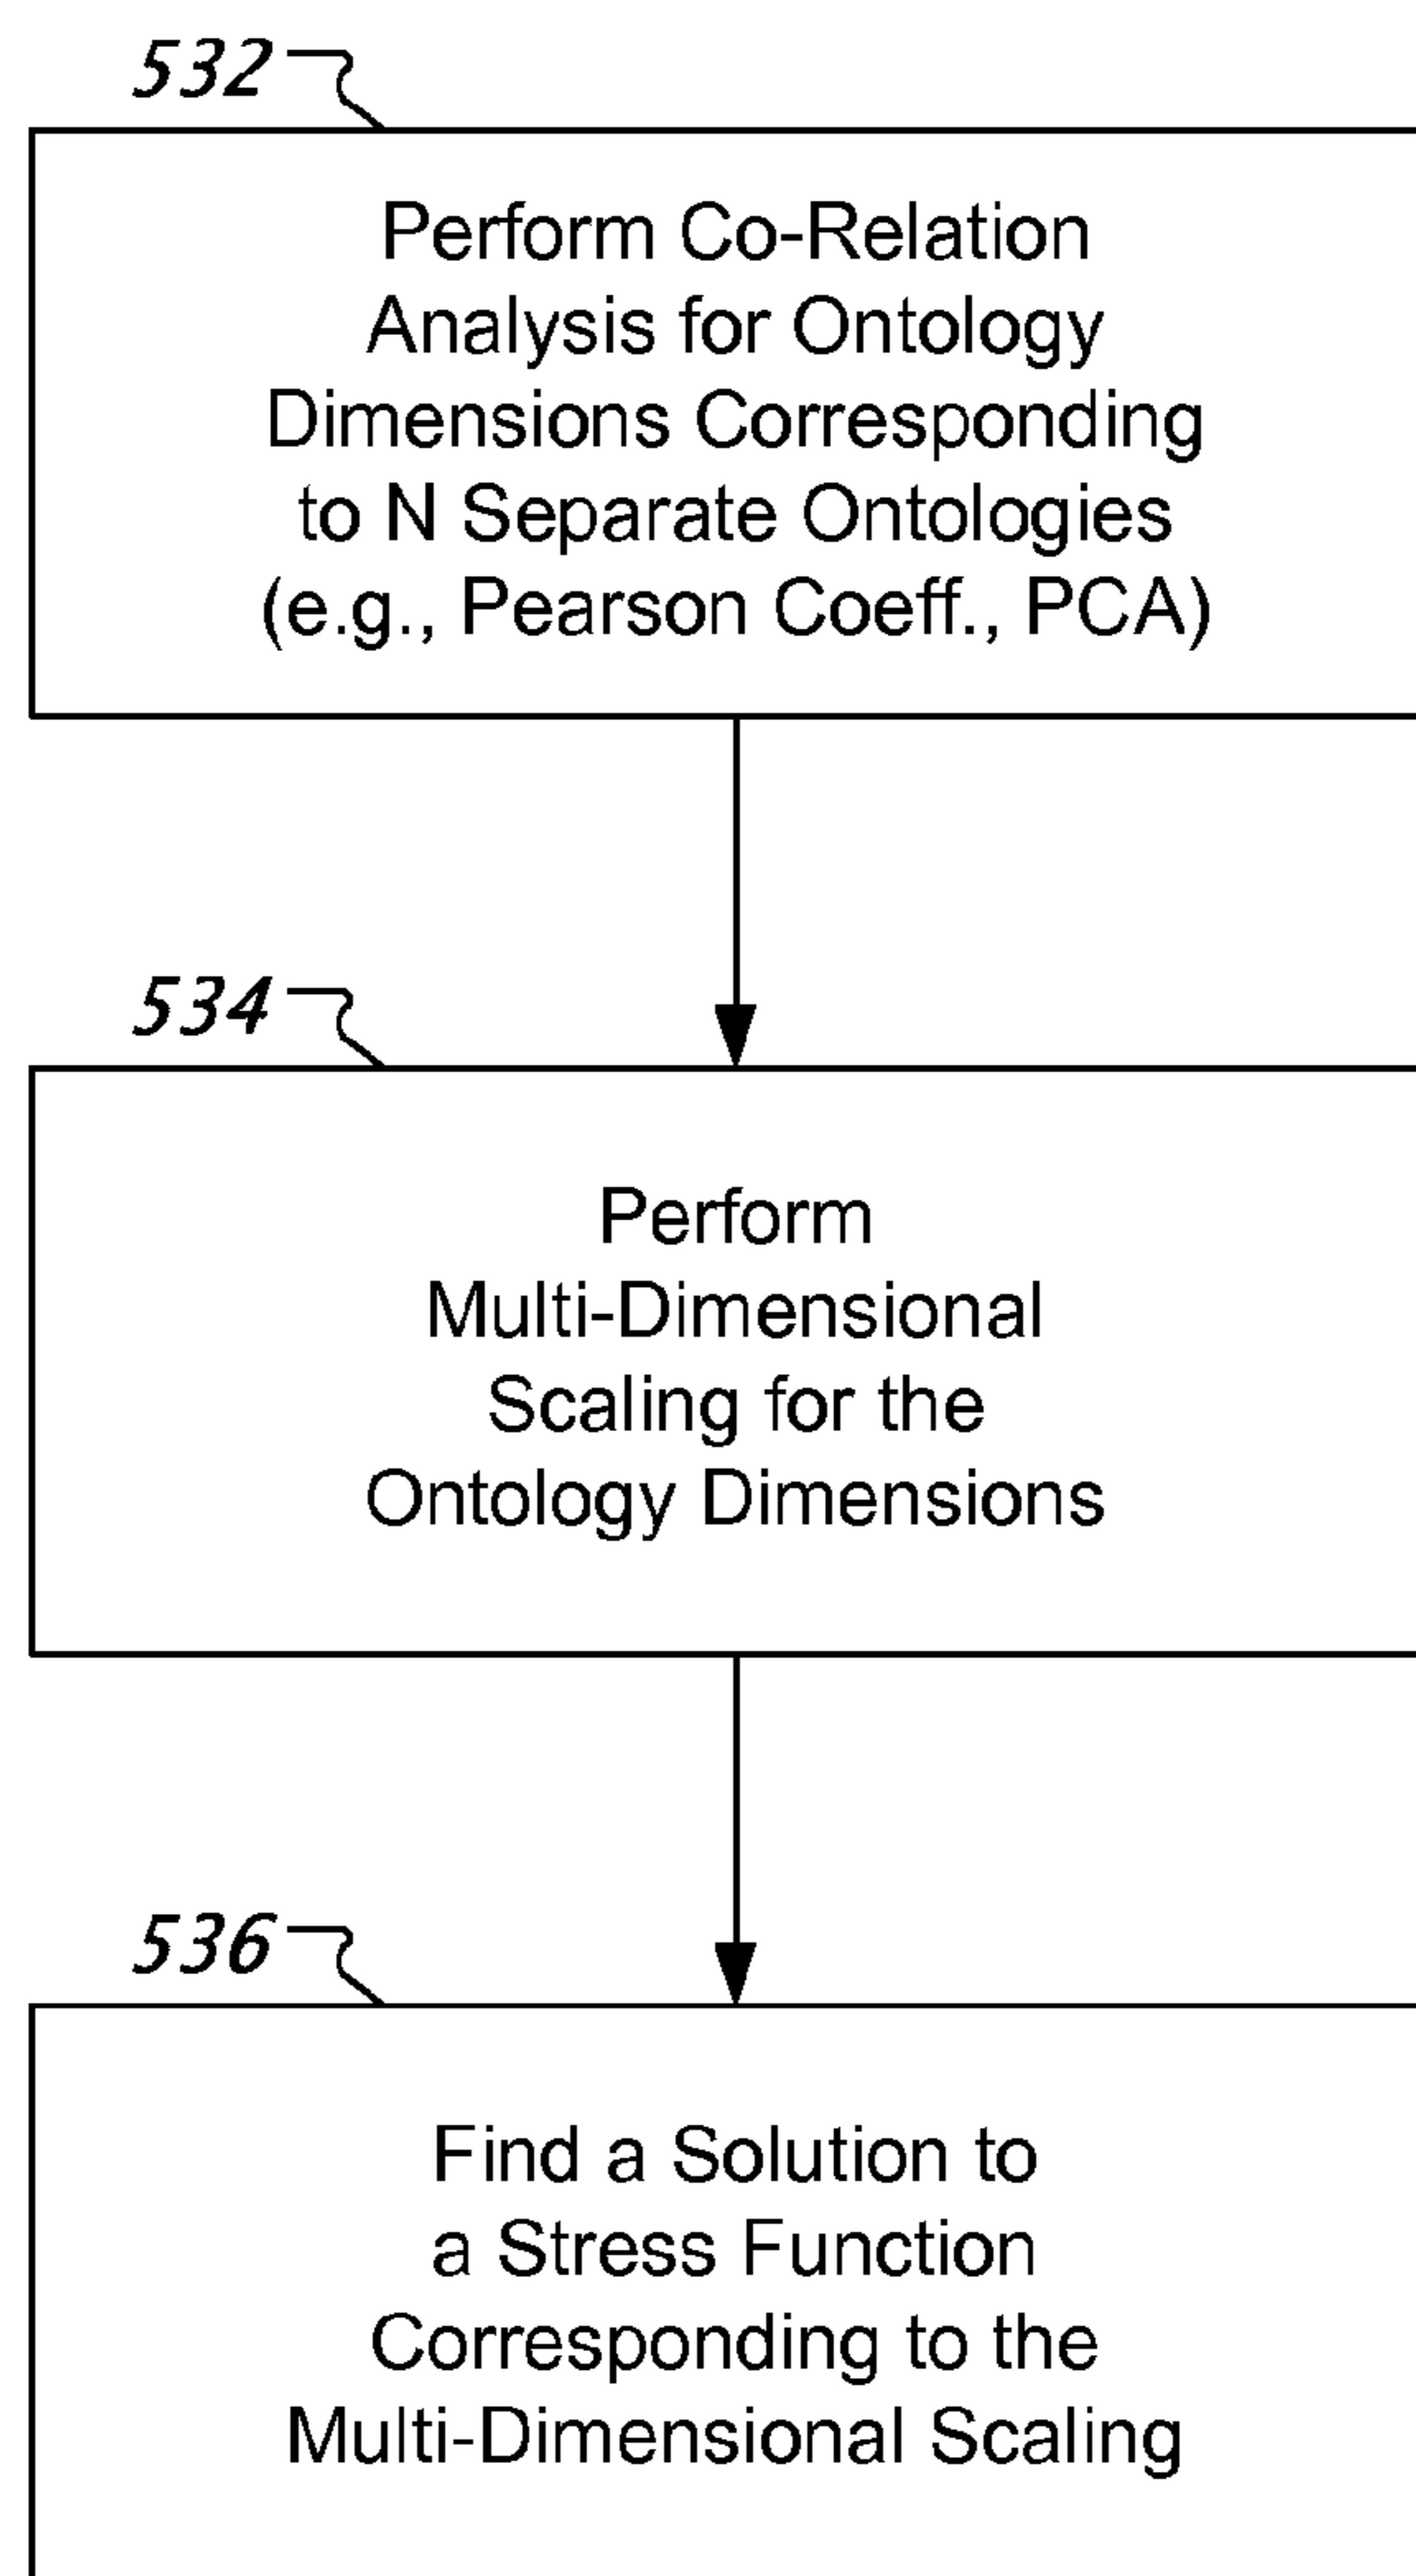 532
Perform Co-Relation
Analysis for Ontology
Dimensions Corresponding
to N Separate Ontologies
(e.g., Pearson Coeff., PCA)
534
Perform
Multi-Dimensional
Scaling for the
Ontology Dimensions
536
Find a Solution to
a Stress Function
Corresponding to the
Multi-Dimensional Scaling